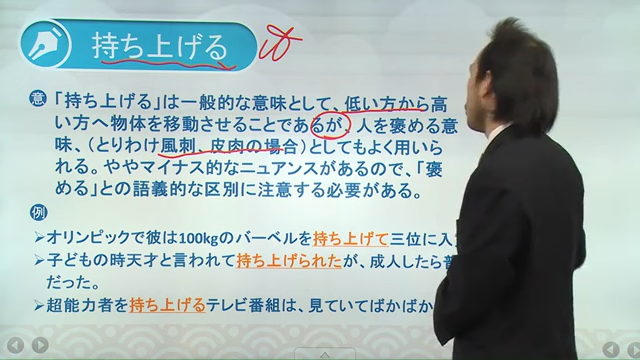 持ち上げる
意 「持ち上げる」は一般的な意味として、低い方から高
い方へ物体を移動させることであるが、人を褒める意
味、（とりわけ風刺、皮肉の場合）としてもよく用いら
れる。ややマイナス的なニュアンスがあるので、「褒
める」との語義的な区別に注意する必要がある。
例
➢オリンピックで彼は100kgのバーベルを持ち上げて三位に入
➢子どもの時天才と言われて持ち上げられたが、成人したら
だった。
➢超能力者を持ち上げるテレビ番組は、見ていてばかばか